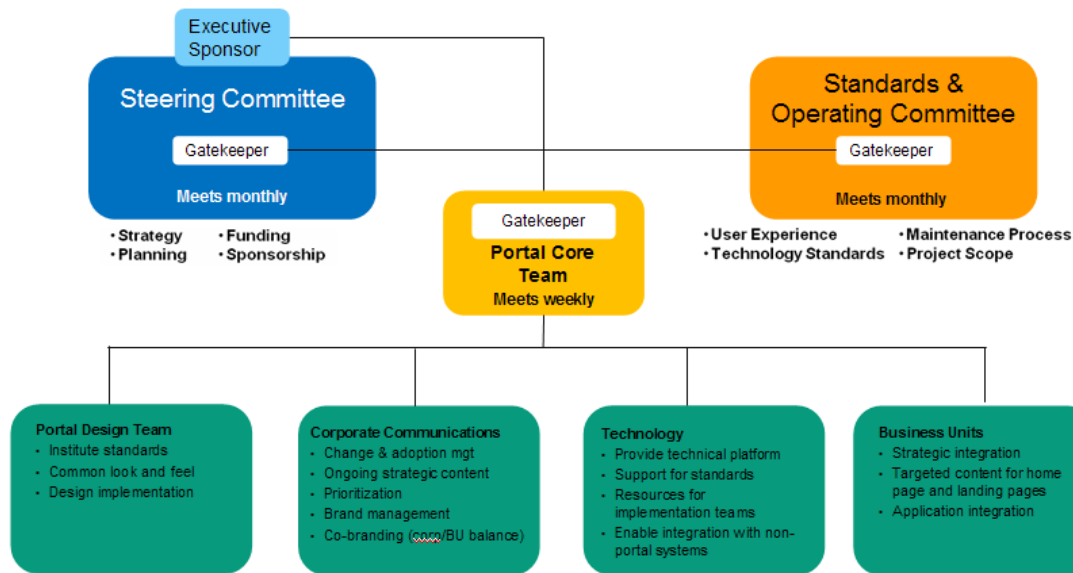 Executive
Sponsor
Steering Committee
Gatekeeper
Meets monthly
• Strategy • Funding
• Planning • Sponsorship
Standards &
Operating Committee
Gatekeeper
Meets monthly
• User Experience • Maintenance Process
• Technology Standards • Project Scope
Gatekeeper
Portal Core
Team
Meets weekly
Portal Design Team
• Institute standards
• Common look and feel
• Design implementation
Corporate Communications
• Change & adoption mgt
• Ongoing strategic content
• Prioritization
• Brand management
• Co-branding (corp/BU balance)
Technology
• Provide technical platform
• Support for standards
• Resources for
implementation teams
• Enable integration with non-
portal systems
Business Units
• Strategic integration
• Targeted content for home
page and landing pages
• Application integration